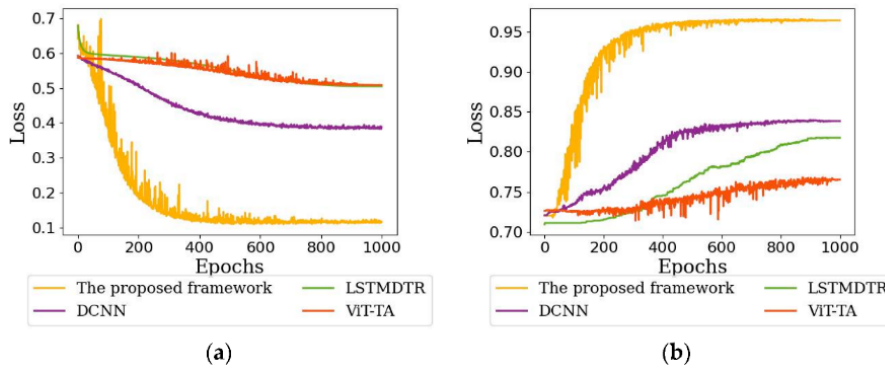 0.7
0.6
0.5
0.4
0.3
0.2
0.1
Loss
0 200 400 600 800 1000
Epochs
The proposed framework LSTMDTR
DCNN ViT-TA
(a)
0.95
0.90
0.85
0.80
0.75
0.70
Loss
0 200 400 600 800 1000
Epochs
The proposed framework LSTMDTR
DCNN ViT-TA
(b)